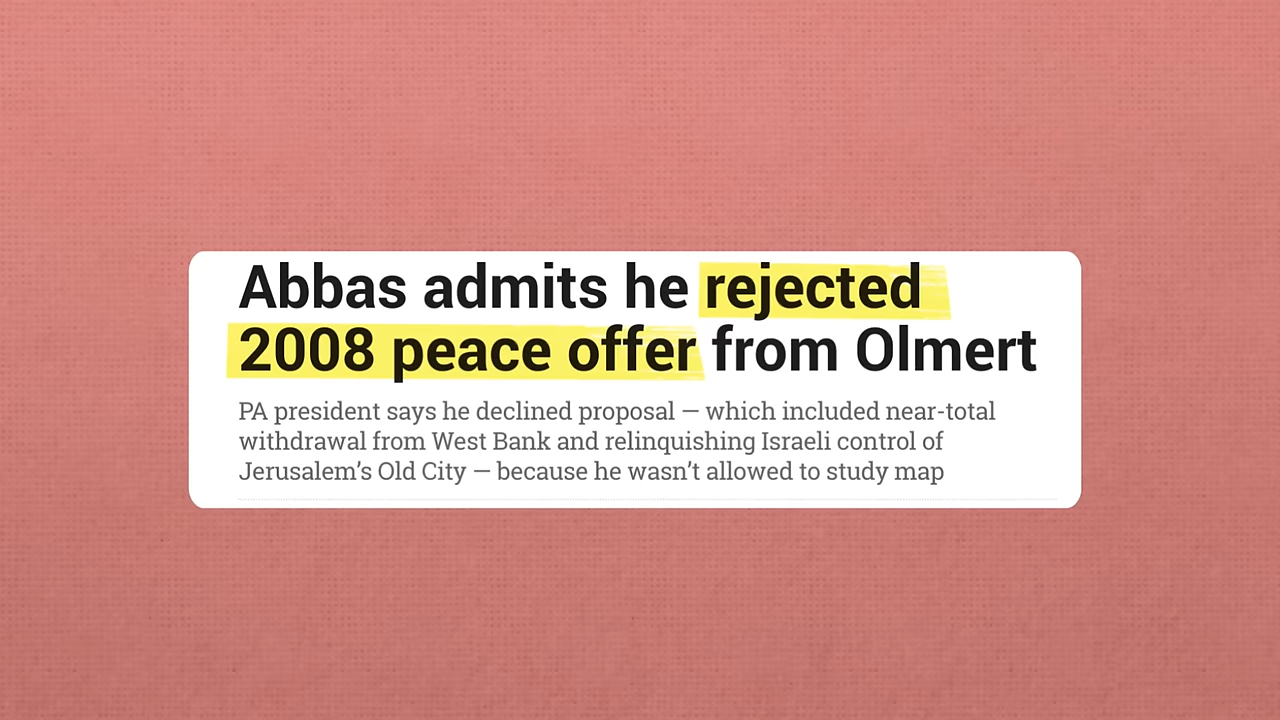 Abbas admits he rejected
2008 peace offer from Olmert
PA president says he declined proposal — which included near-total
withdrawal from West Bank and relinquishing Israeli control of
Jerusalem’s Old City — because he wasn’t allowed to study map